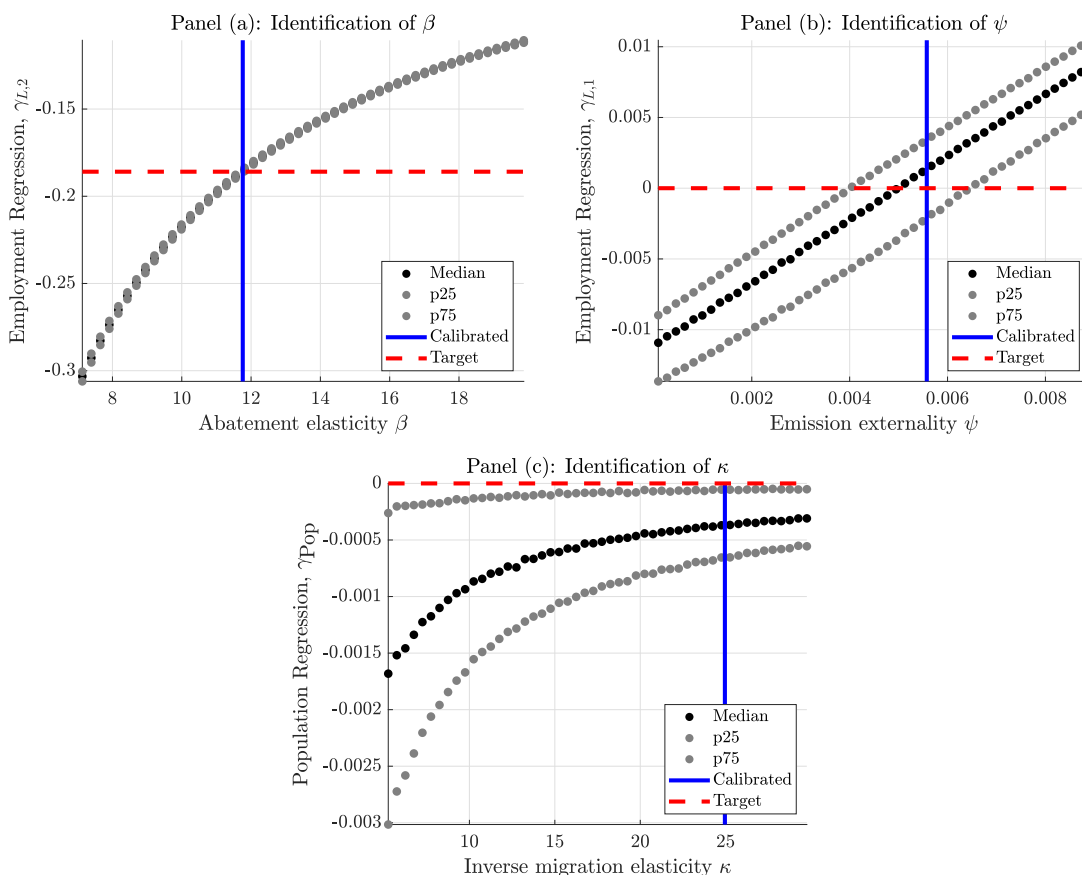 Panel (a): Identification of β
Employment Regression, γL,2
-0.15
-0.2
-0.25
-0.3
8
10
12
14
16
18
Abatement elasticity β
Median
p25
p75
Calibrated
Target
Panel (b): Identification of ψ
Employment Regression, γL,1
0.01
0.005
0
-0.005
-0.01
0.002
0.004
0.006
0.008
Emission externality ψ
Median
p25
p75
Calibrated
Target
Panel (c): Identification of κ
Population Regression, γPop
0
-0.0005
-0.001
-0.0015
-0.002
-0.0025
-0.003
10
15
20
25
Inverse migration elasticity κ
Median
p25
p75
Calibrated
Target